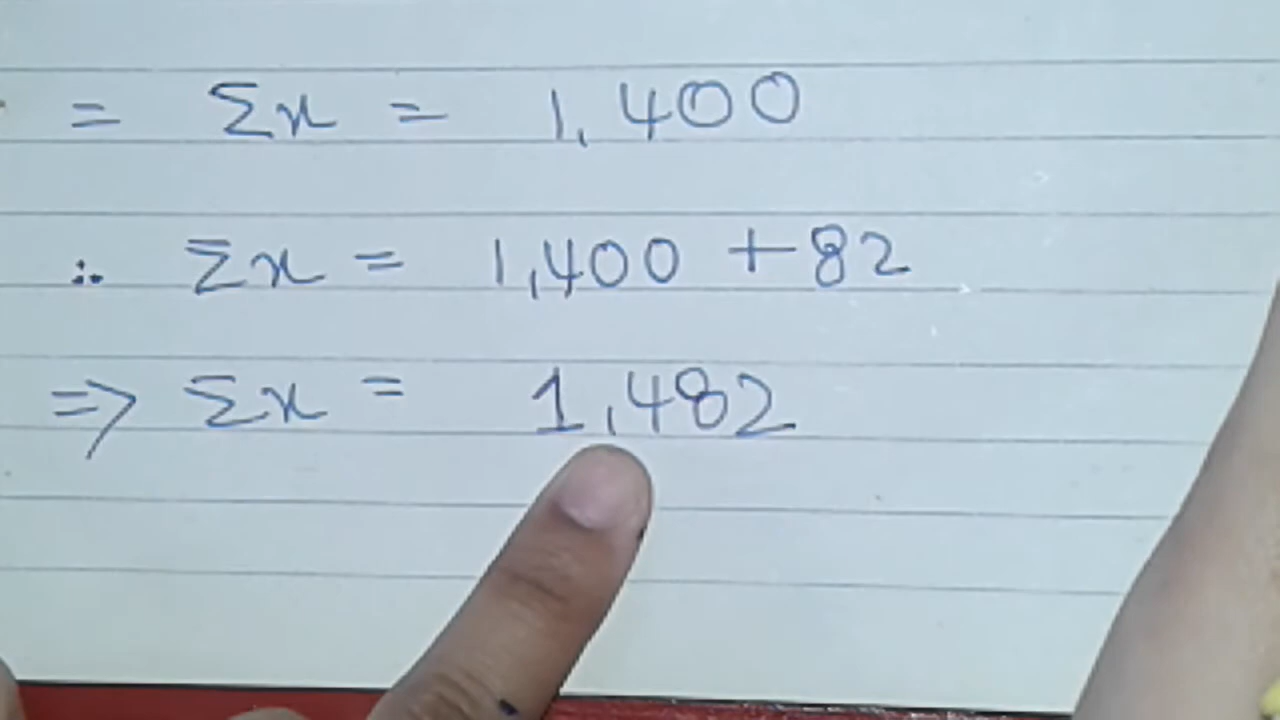 = Σx = 1,400
∴ Σx = 1,400 + 82
⇒ Σx = 1,482